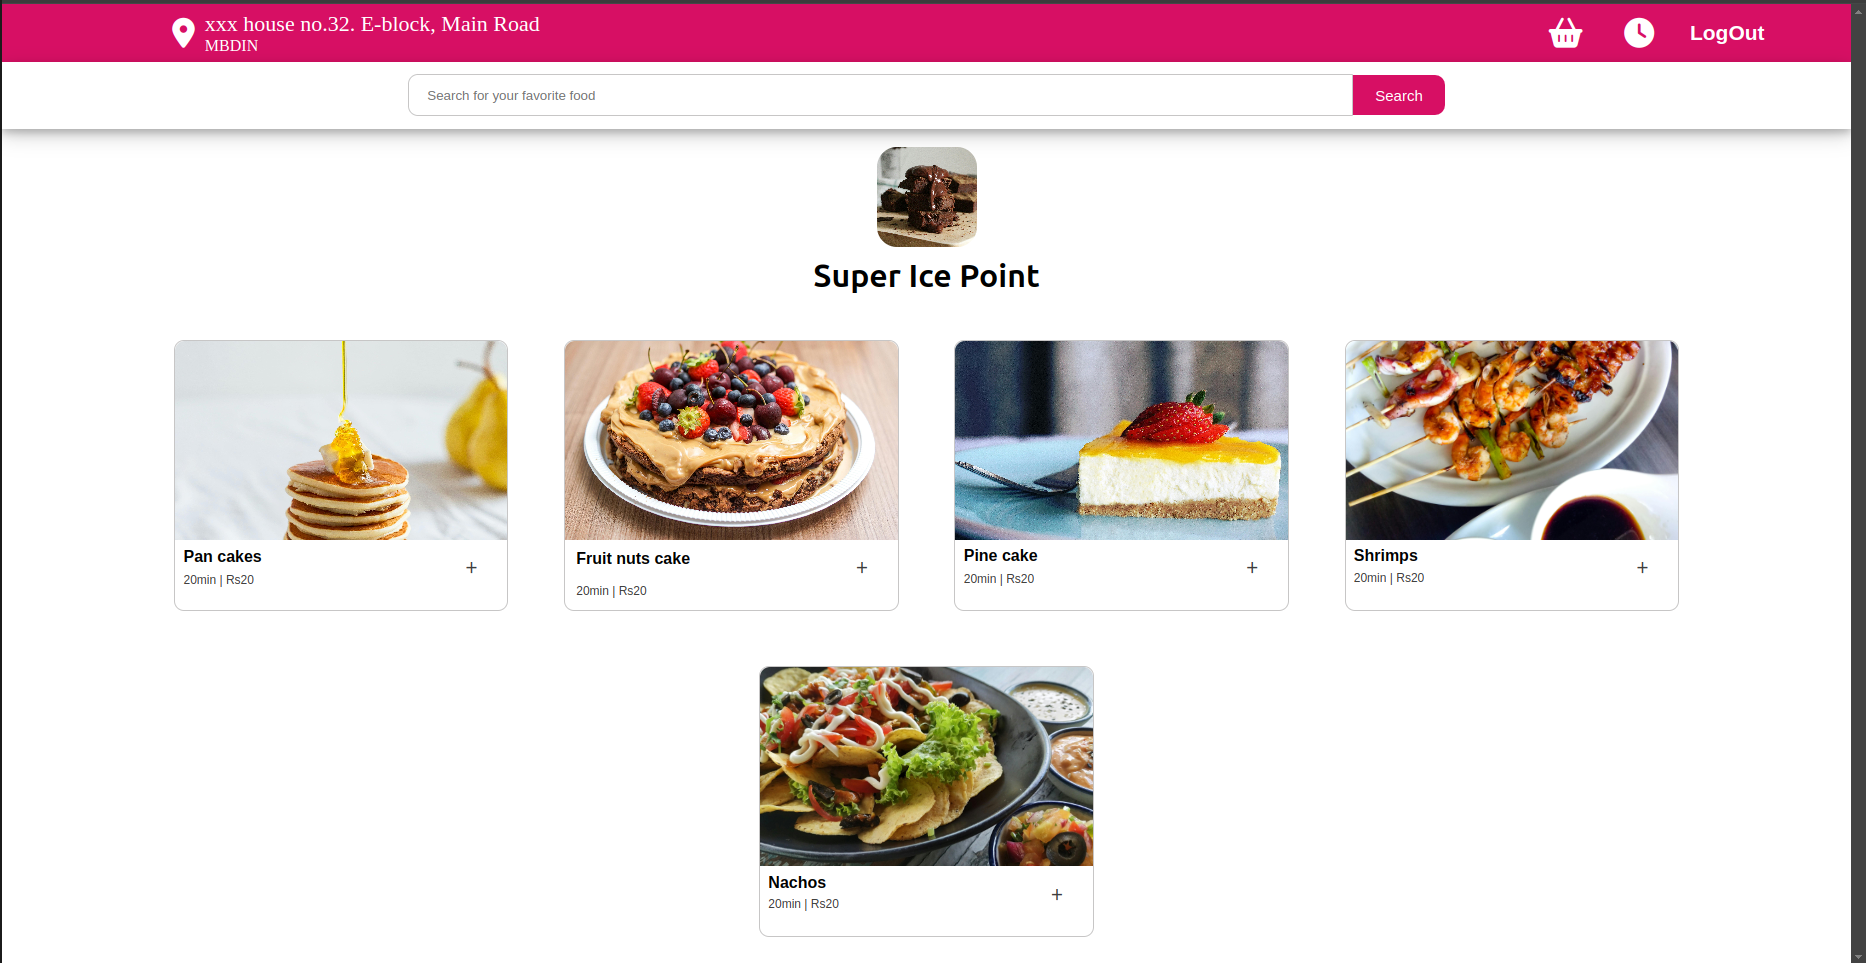 xxx house no.32. E-block, Main Road
MBDIN
LogOut
Search for your favorite food
Search
Super Ice Point
Pan cakes
20min | Rs20
+
Fruit nuts cake
20min | Rs20
+
Pine cake
20min | Rs20
+
Shrimps
20min | Rs20
+
Nachos
20min | Rs20
+